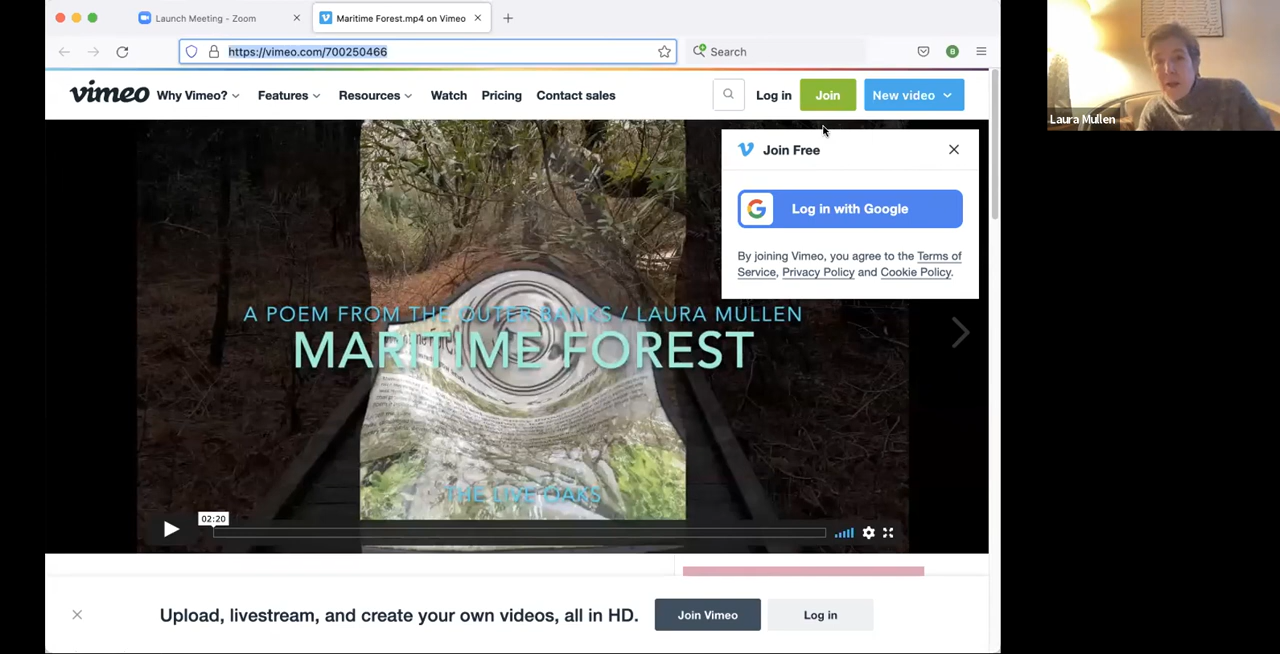 Launch Meeting - Zoom
Maritime Forest.mp4 on Vimeo
https://vimeo.com/700250466
Search
B
vimeo
Why Vimeo?
Features
Resources
Watch
Pricing
Contact sales
Log in
Join
New video
Laura Mullen
Join Free
Log in with Google
By joining Vimeo, you agree to the Terms of
Service, Privacy Policy and Cookie Policy.
A POEM FROM THE OUTER BANKS / LAURA MULLEN
MARITIME FOREST
THE LIVE OAKS
02:20
Upload, livestream, and create your own videos, all in HD.
Join Vimeo
Log in